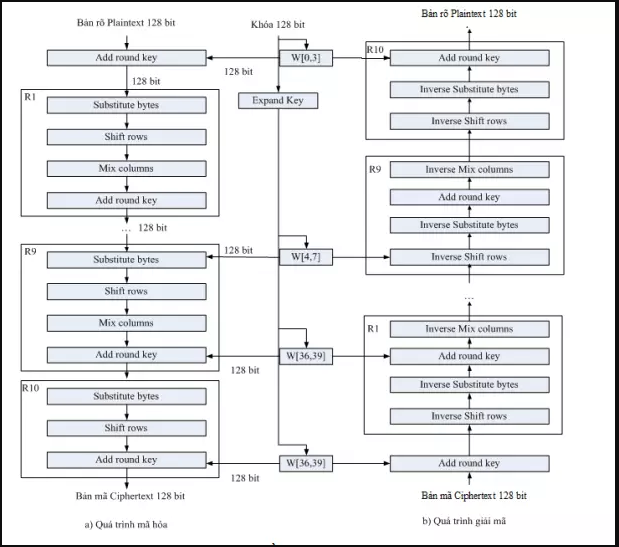 Bản rõ Plaintext 128 bit
Add round key
128 bit
R1
Substitute bytes
Shift rows
Mix columns
Add round key
... 128 bit
R9
Substitute bytes
Shift rows
Mix columns
Add round key
R10
Substitute bytes
Shift rows
Add round key
Bản mã Ciphertext 128 bit
a) Quá trình mã hóa
Khóa 128 bit
W[0,3]
128 bit
Expand Key
128 bit
W[4,7]
W[36,39]
128 bit
W[36,39]
128 bit
Bản rõ Plaintext 128 bit
R10
Add round key
Inverse Substitute bytes
Inverse Shift rows
R9
Inverse Mix columns
Add round key
Inverse Substitute bytes
Inverse Shift rows
...
R1
Inverse Mix columns
Add round key
Inverse Substitute bytes
Inverse Shift rows
Add round key
Bản mã Ciphertext 128 bit
b) Quá trình giải mã